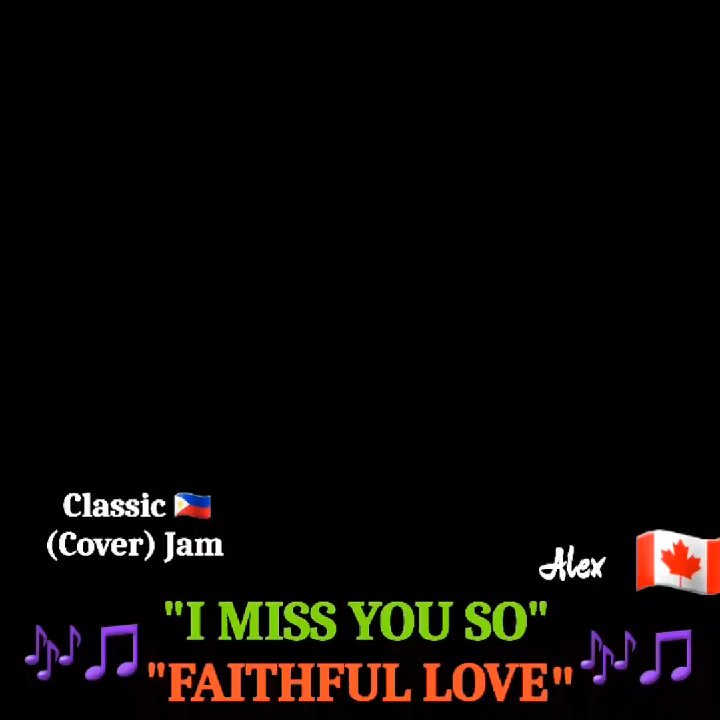 Classic 🇵🇭
(Cover) Jam
Alex 🇨🇦
"I MISS YOU SO"
🎶🎵 "FAITHFUL LOVE" 🎶🎵